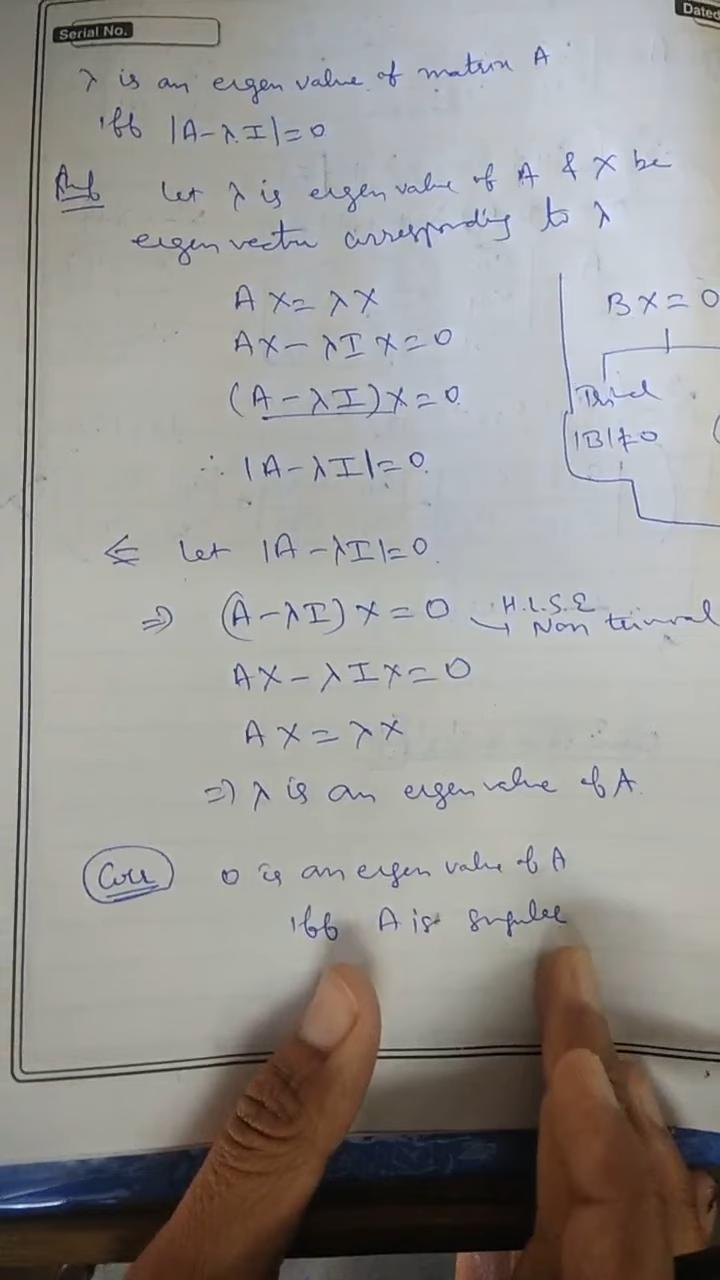 Serial No.
Dated
λ is an eigen value of matrix A
iff |A-λI|=0
Let λ is eigen value of A & X be
eigen vector corresponding to λ
AX=λX
AX-λIX=0
(A-λI)X=0
∴ |A-λI|=0
BX=0
|B|≠0
⇐ Let |A-λI|=0
⇒ (A-λI)X=0 → H.L.S.E
Non trivial
AX-λIX=0
AX=λX
⇒ λ is an eigen value of A.
0 is an eigen value of A
iff A is singular